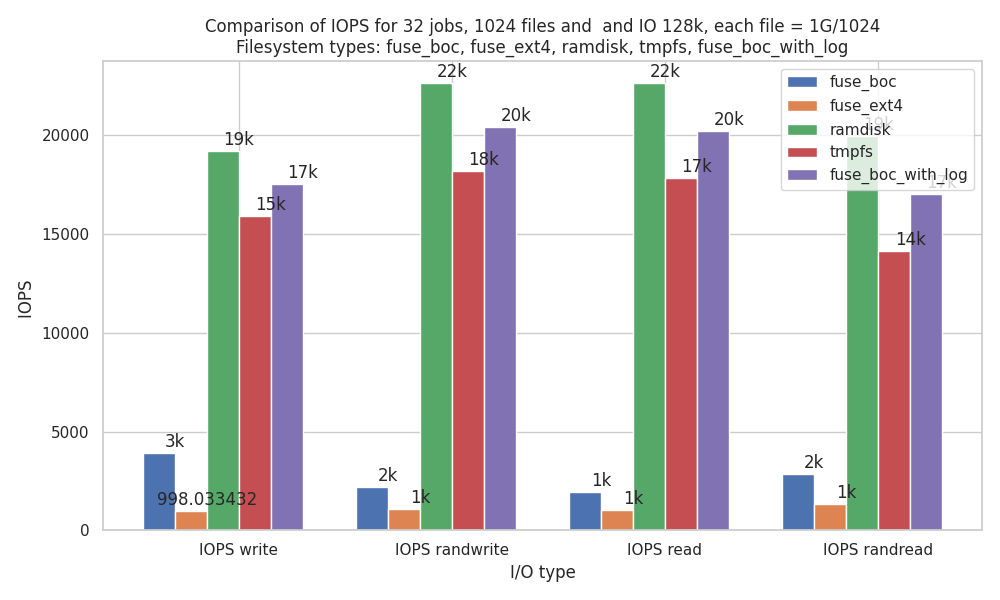 Comparison of IOPS for 32 jobs, 1024 files and  and IO 128k, each file = 1G/1024
Filesystem types: fuse_boc, fuse_ext4, ramdisk, tmpfs, fuse_boc_with_log
fuse_boc
fuse_ext4
ramdisk
tmpfs
fuse_boc_with_log
IOPS
20000
15000
10000
5000
0
3k
998.033432
19k
15k
17k
2k
1k
22k
18k
20k
1k
1k
22k
17k
20k
2k
1k
19k
14k
17k
IOPS write
IOPS randwrite
IOPS read
IOPS randread
I/O type